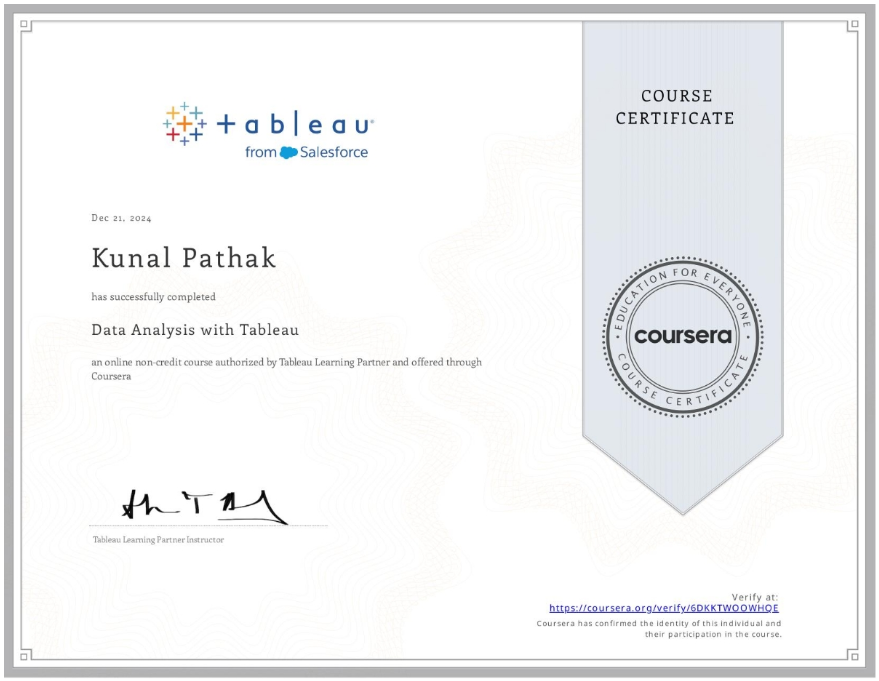 +ableau
from Salesforce
COURSE
CERTIFICATE
Dec 21, 2024
Kunal Pathak
has successfully completed
Data Analysis with Tableau
an online non-credit course authorized by Tableau Learning Partner and offered through
Coursera
EDUCATION FOR EVERYONE
coursera
COURSE CERTIFICATE
Tableau Learning Partner Instructor
Verify at:
https://coursera.org/verify/6DKKTWOOWHQE
Coursera has confirmed the identity of this individual and
their participation in the course.